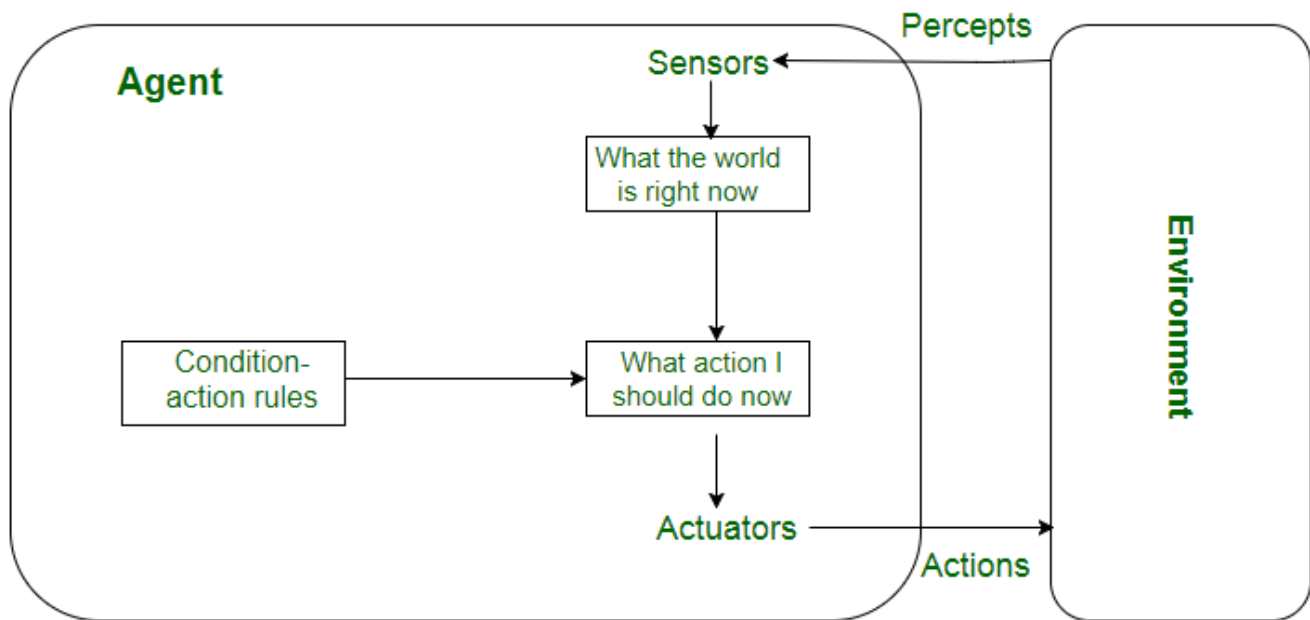 Percepts
Sensors
Agent
What the world
is right now
Environment
Condition-
action rules
What action I
should do now
Actuators
Actions